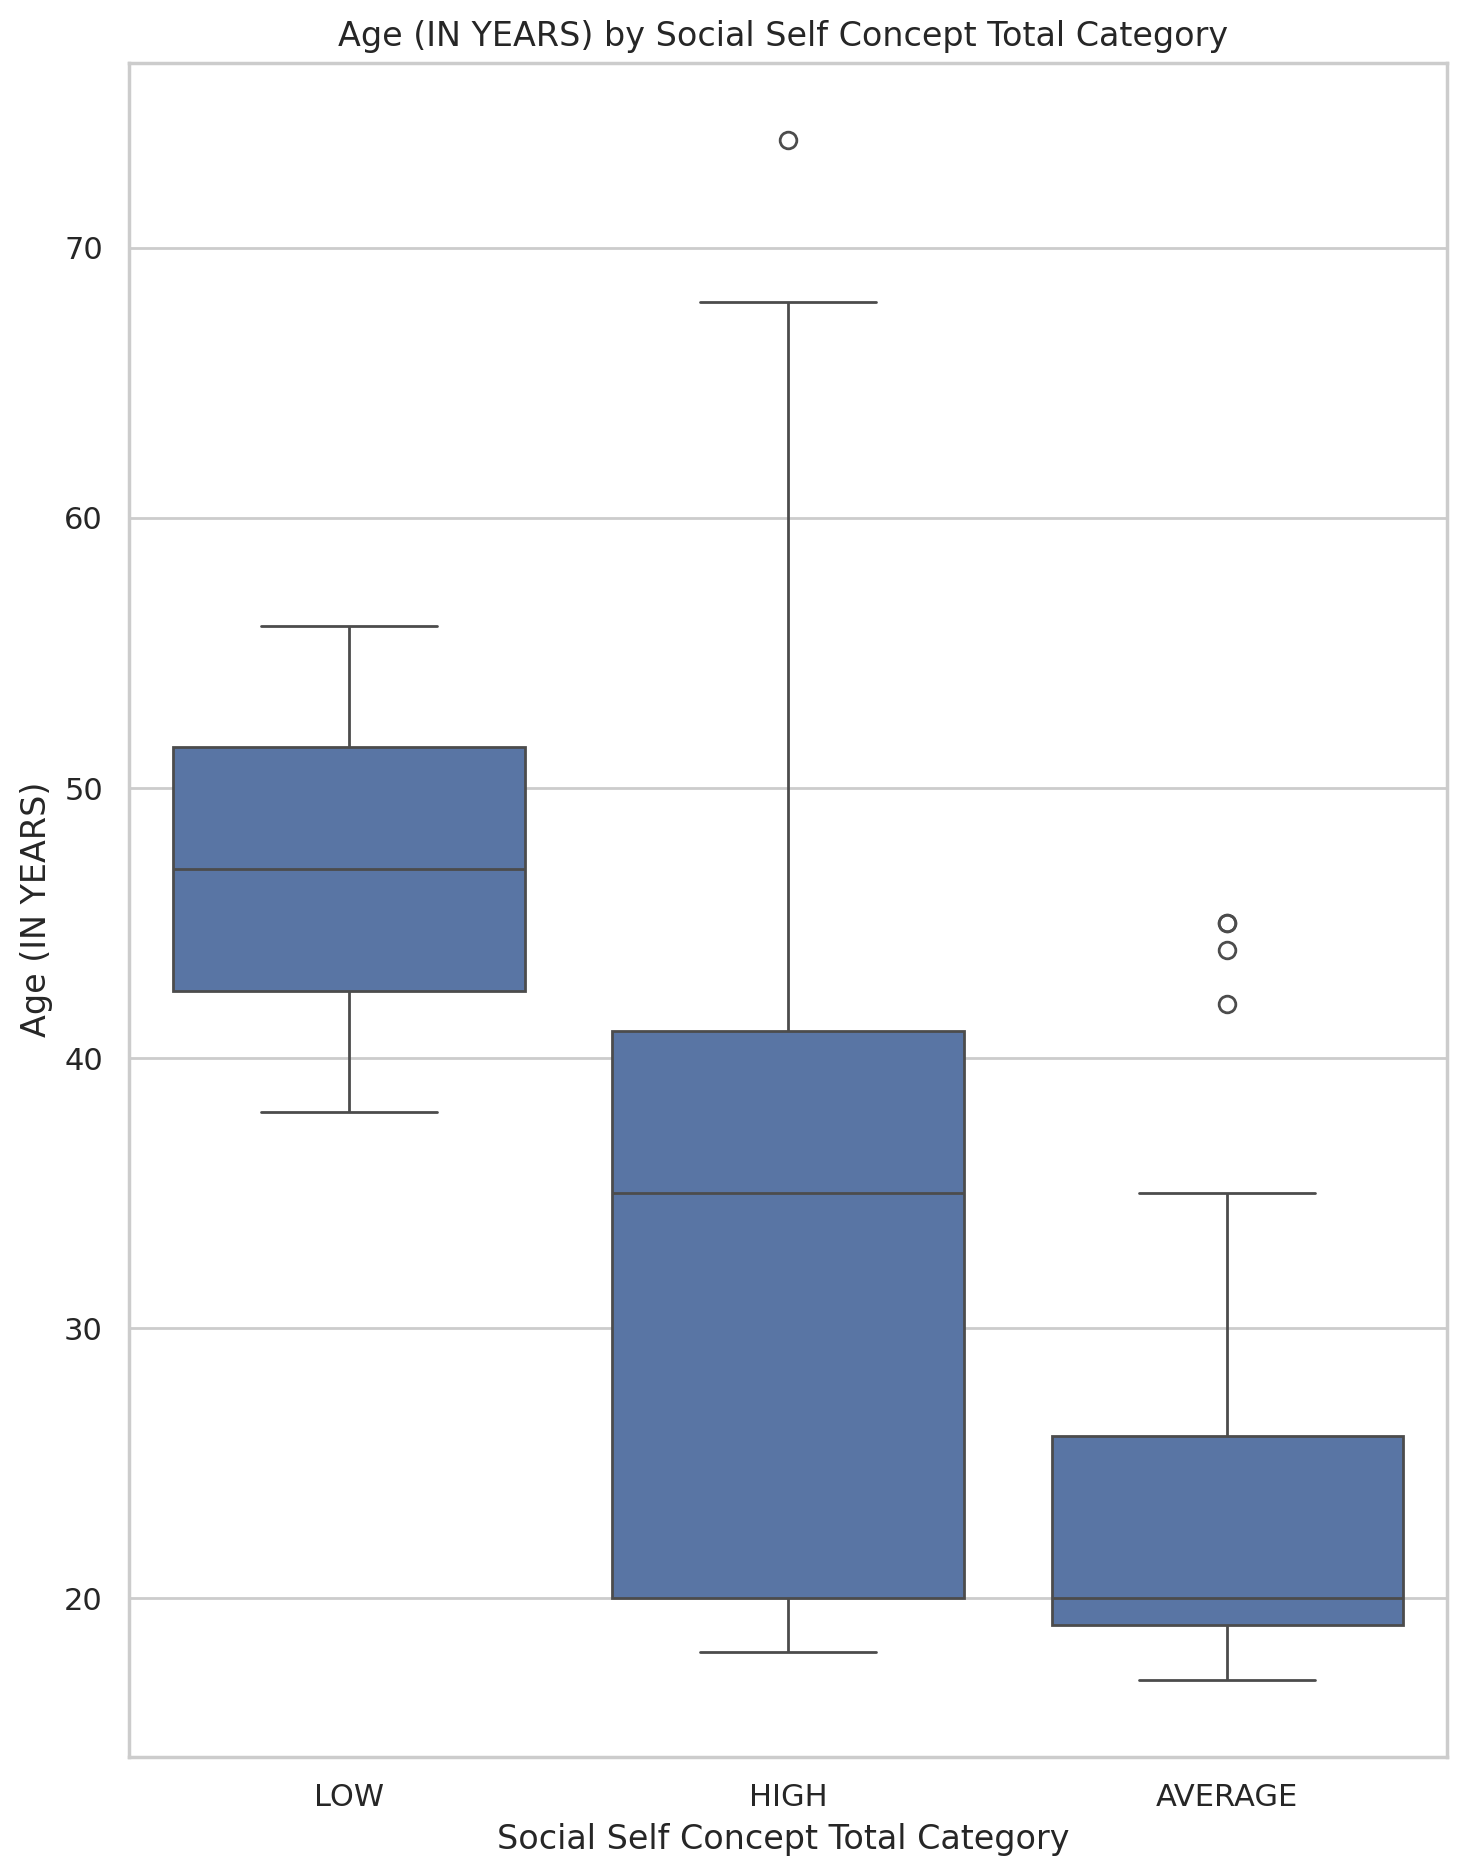 Age (IN YEARS) by Social Self Concept Total Category
Age (IN YEARS)
70
60
50
40
30
20
LOW
HIGH
AVERAGE
Social Self Concept Total Category